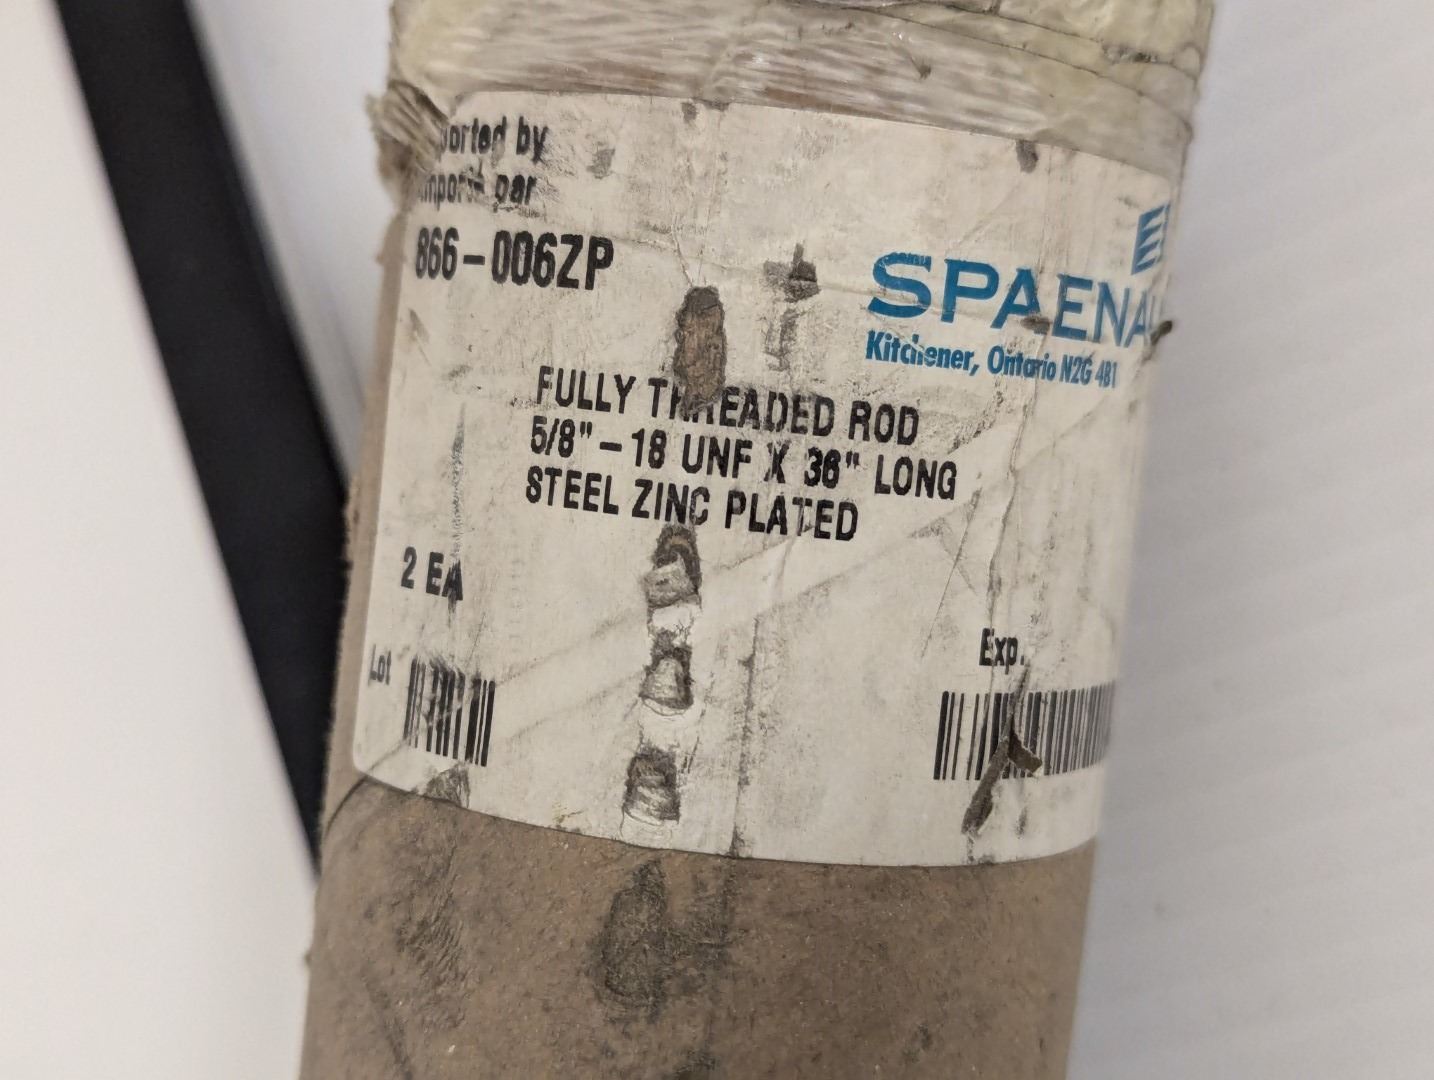 ported by
importé par
866-006ZP
SPAENA
Kitchener, Ontario N2G 4B1
FULLY THREADED ROD
5/8" - 18 UNF X 36" LONG
STEEL ZINC PLATED
2 EA
Lot
Exp.